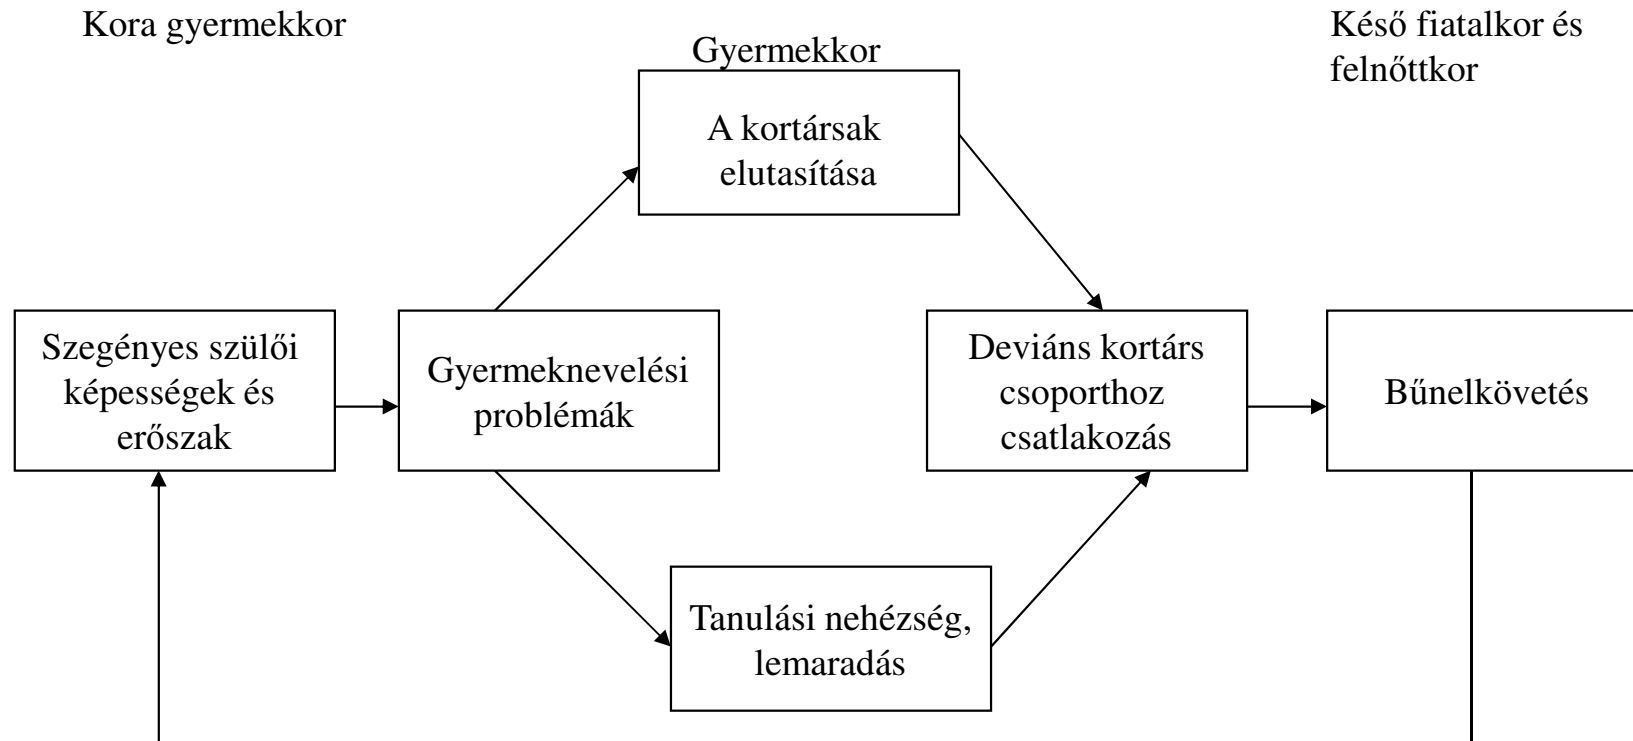 Kora gyermekkor
Gyermekkor
Késő fiatalkor és
felnőttkor
A kortársak
elutasítása
Szegényes szülői
képességek és
erőszak
Gyermeknevelési
problémák
Deviáns kortárs
csoporthoz
csatlakozás
Bűnelkövetés
Tanulási nehézség,
lemaradás